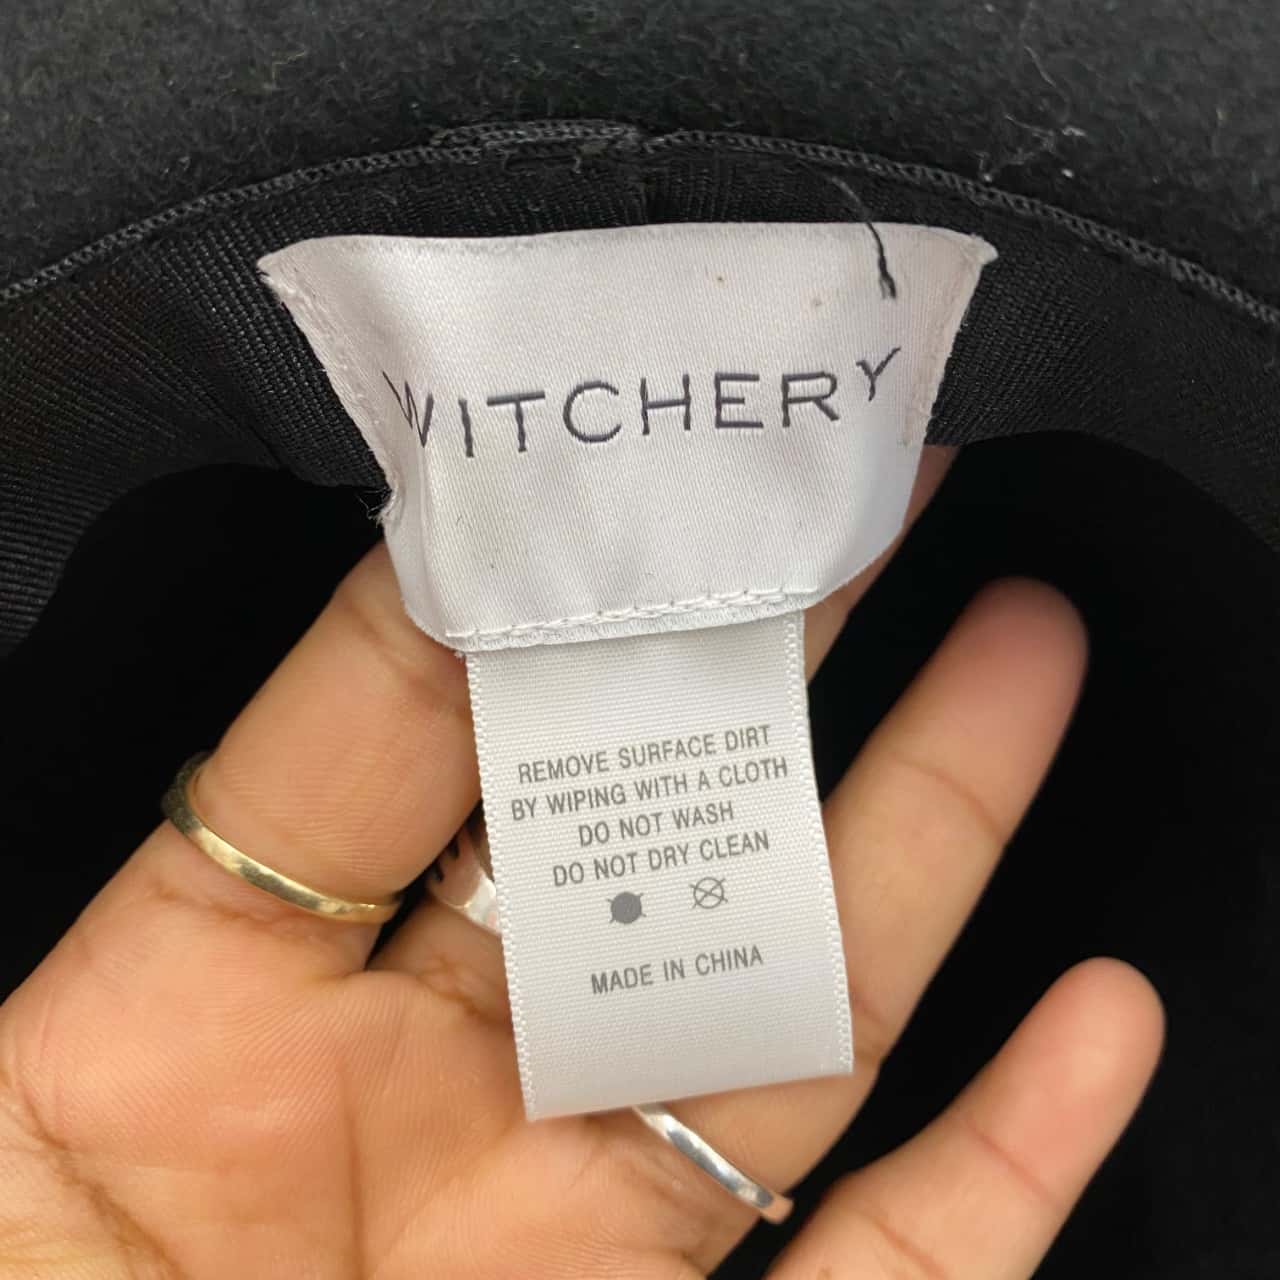 WITCHERY
REMOVE SURFACE DIRT
BY WIPING WITH A CLOTH
DO NOT WASH
DO NOT DRY CLEAN
MADE IN CHINA